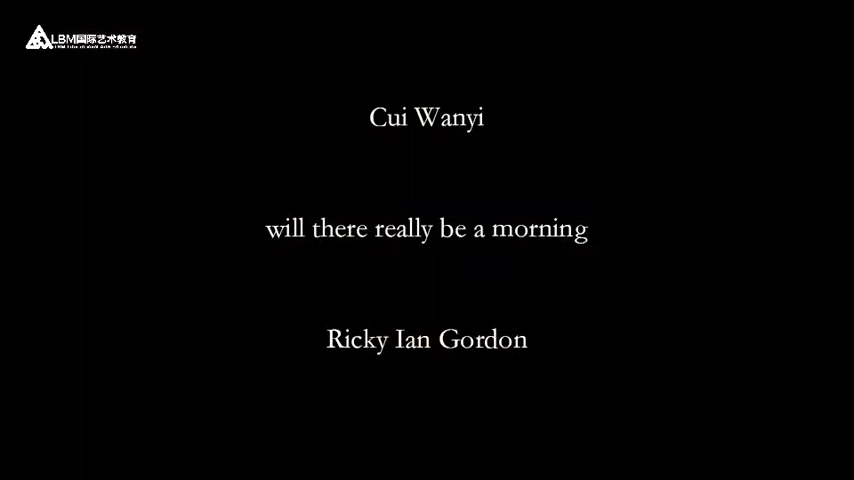 LBM国际艺术教育
Cui Wanyi
will there really be a morning
Ricky Ian Gordon